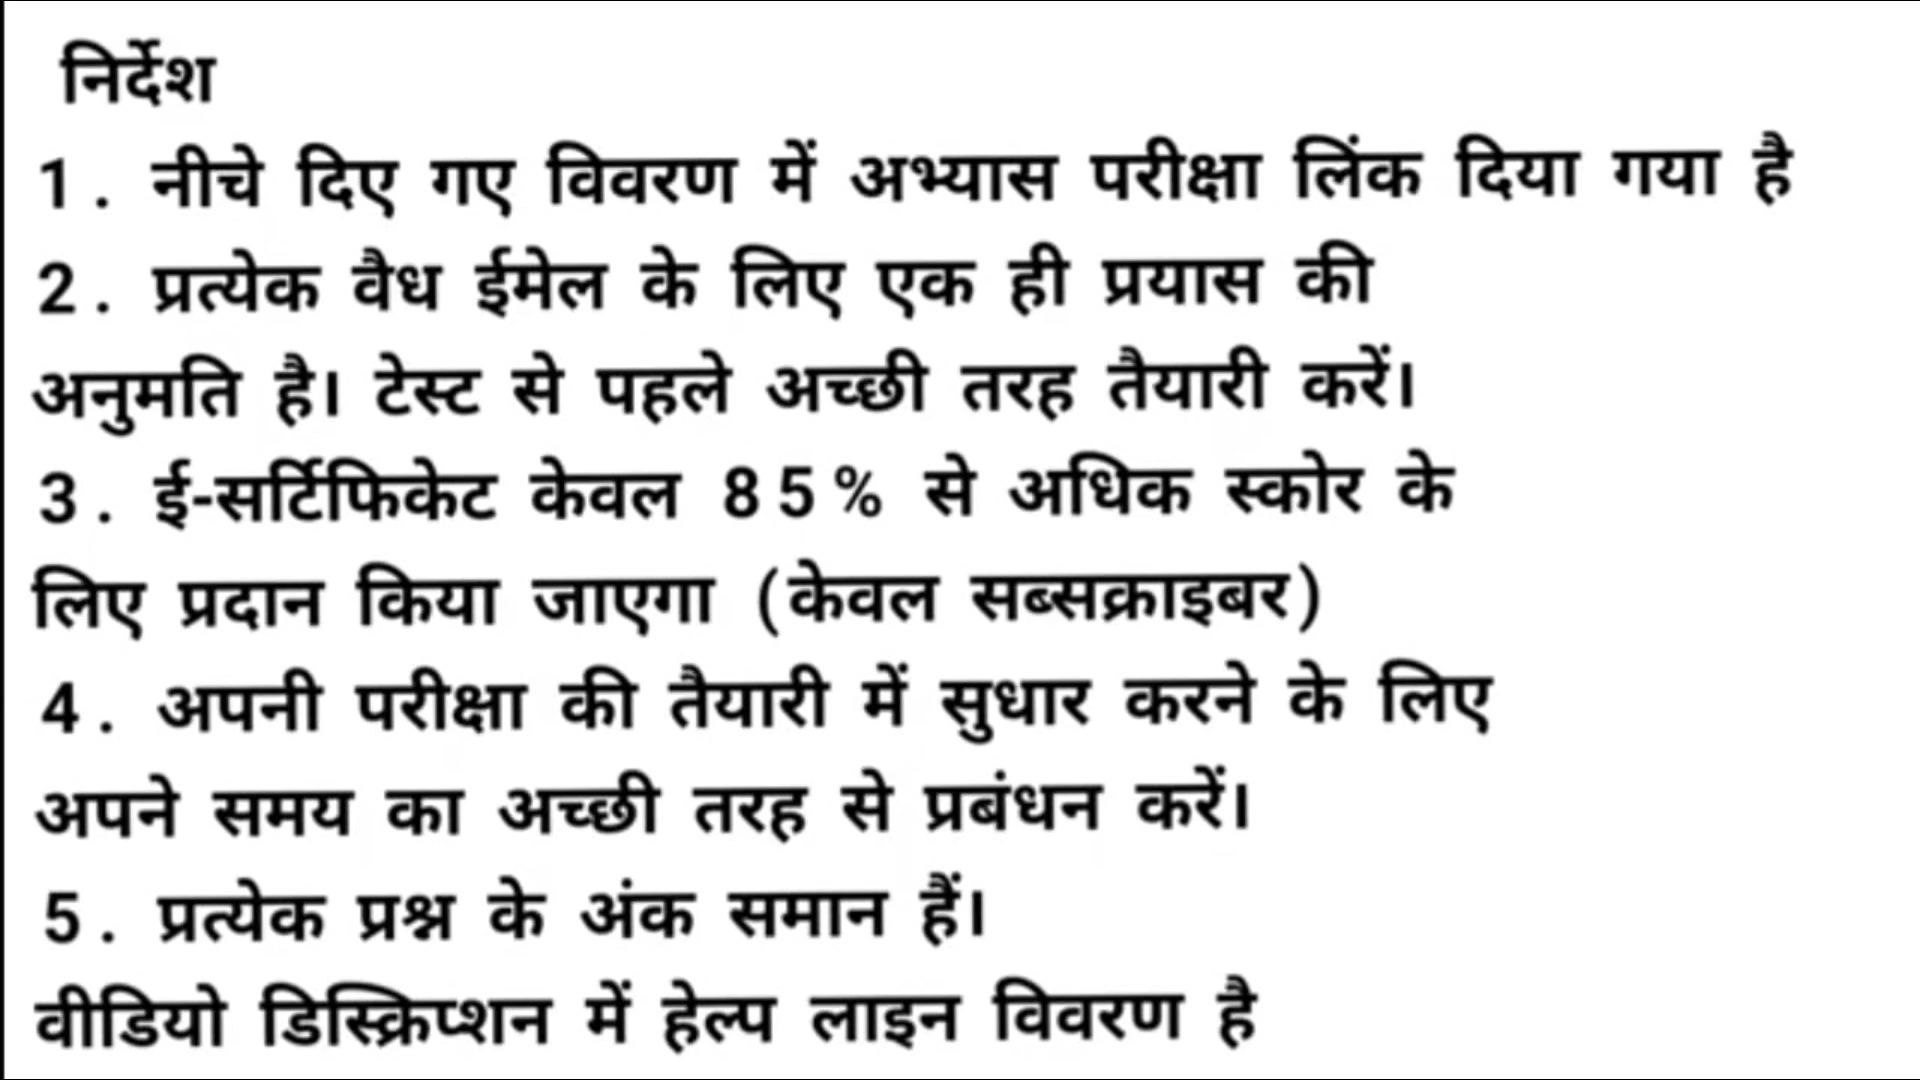 निर्देश
1. नीचे दिए गए विवरण में अभ्यास परीक्षा लिंक दिया गया है
2. प्रत्येक वैध ईमेल के लिए एक ही प्रयास की
अनुमति है। टेस्ट से पहले अच्छी तरह तैयारी करें।
3. ई-सर्टिफिकेट केवल 85% से अधिक स्कोर के
लिए प्रदान किया जाएगा (केवल सब्सक्राइबर)
4. अपनी परीक्षा की तैयारी में सुधार करने के लिए
अपने समय का अच्छी तरह से प्रबंधन करें।
5. प्रत्येक प्रश्न के अंक समान हैं।
वीडियो डिस्क्रिप्शन में हेल्प लाइन विवरण है